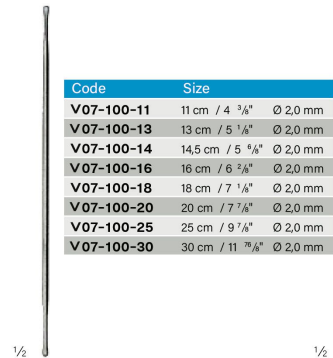 Code Size
V07-100-11 11 cm / 4 ³/₈" Ø 2,0 mm
V07-100-13 13 cm / 5 ¹/₈" Ø 2,0 mm
V07-100-14 14,5 cm / 5 ⁶/₈" Ø 2,0 mm
V07-100-16 16 cm / 6 ²/₈" Ø 2,0 mm
V07-100-18 18 cm / 7 ¹/₈" Ø 2,0 mm
V07-100-20 20 cm / 7 ⁷/₈" Ø 2,0 mm
V07-100-25 25 cm / 9 ⁷/₈" Ø 2,0 mm
V07-100-30 30 cm / 11 ⁷⁶/₈" Ø 2,0 mm
½ ½